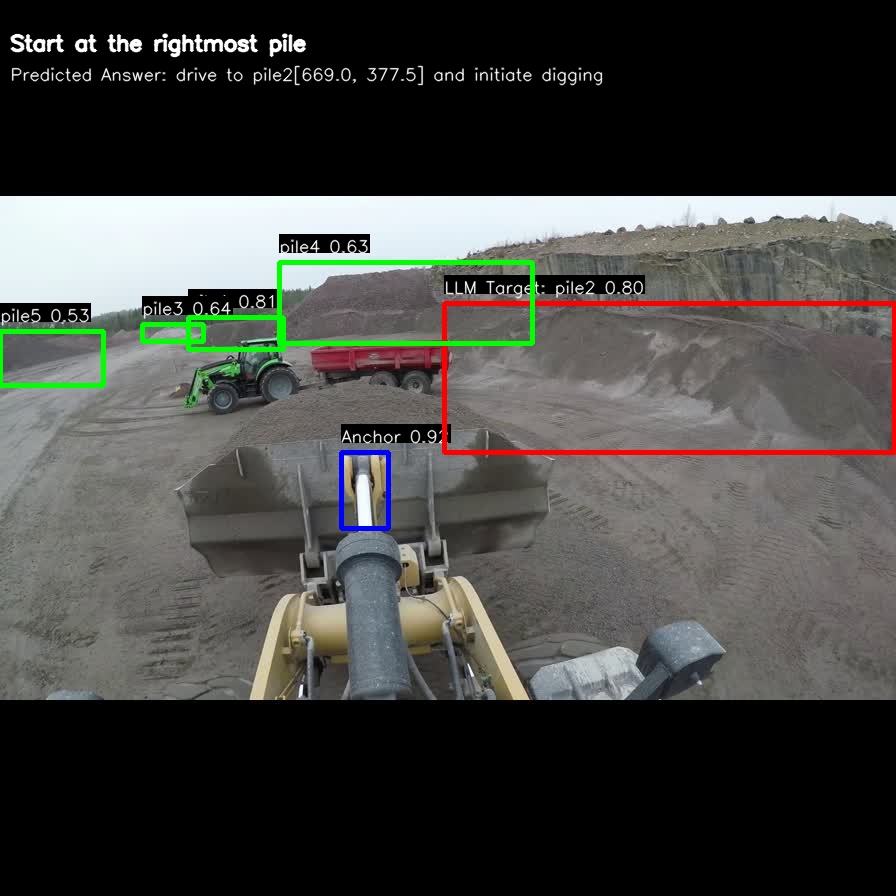 Start at the rightmost pile
Predicted Answer: drive to pile2[669.0, 377.5] and initiate digging
pile4 0.63
LLM Target: pile2 0.80
0.81
pile3 0.64
pile5 0.53
Anchor 0.92